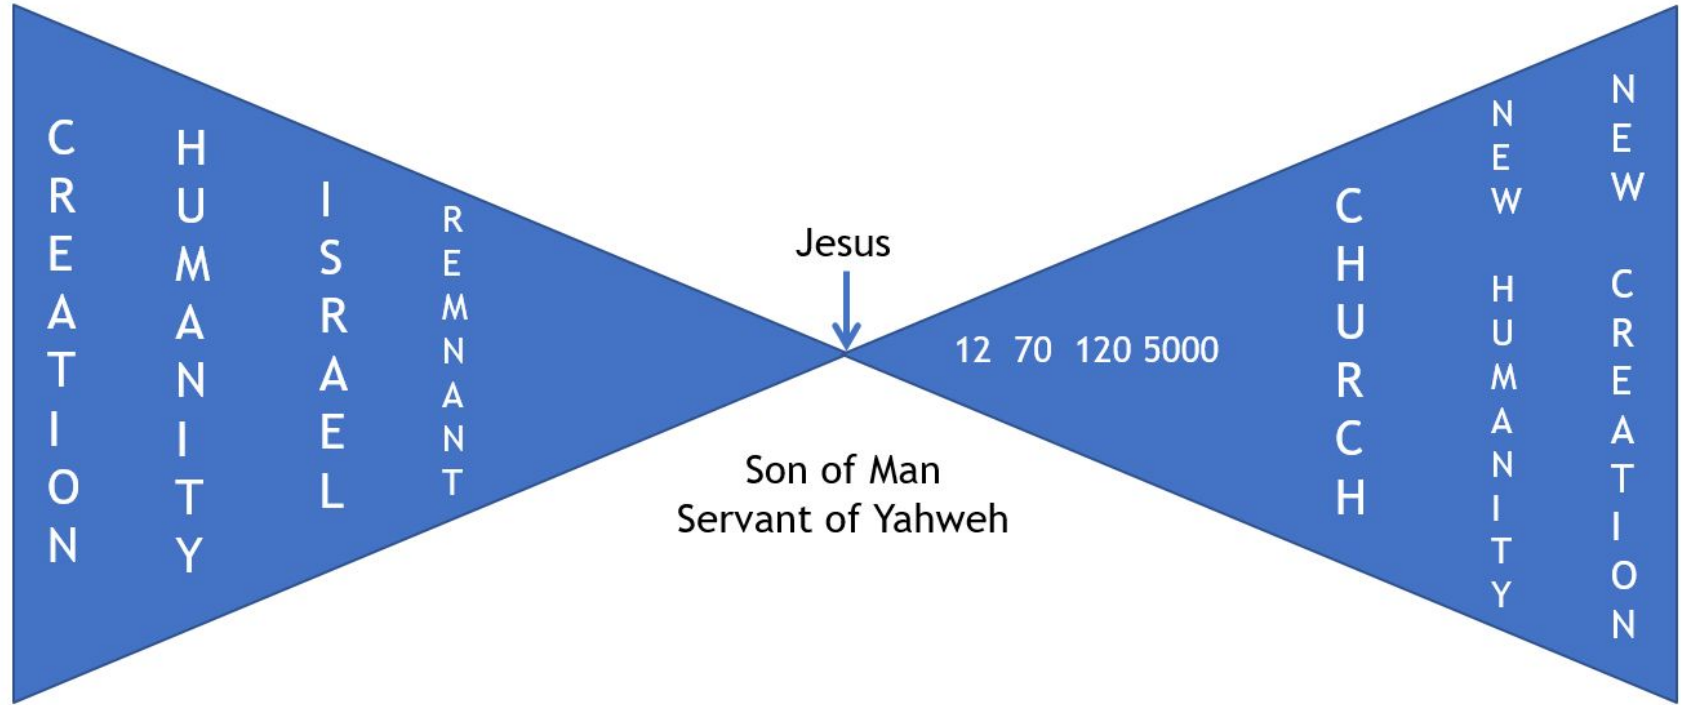 CREATION
HUMANITY
ISRAEL
REMNANT
Jesus
Son of Man
Servant of Yahweh
12 70 120 5000
CHURCH
NEW HUMANITY
NEW CREATION